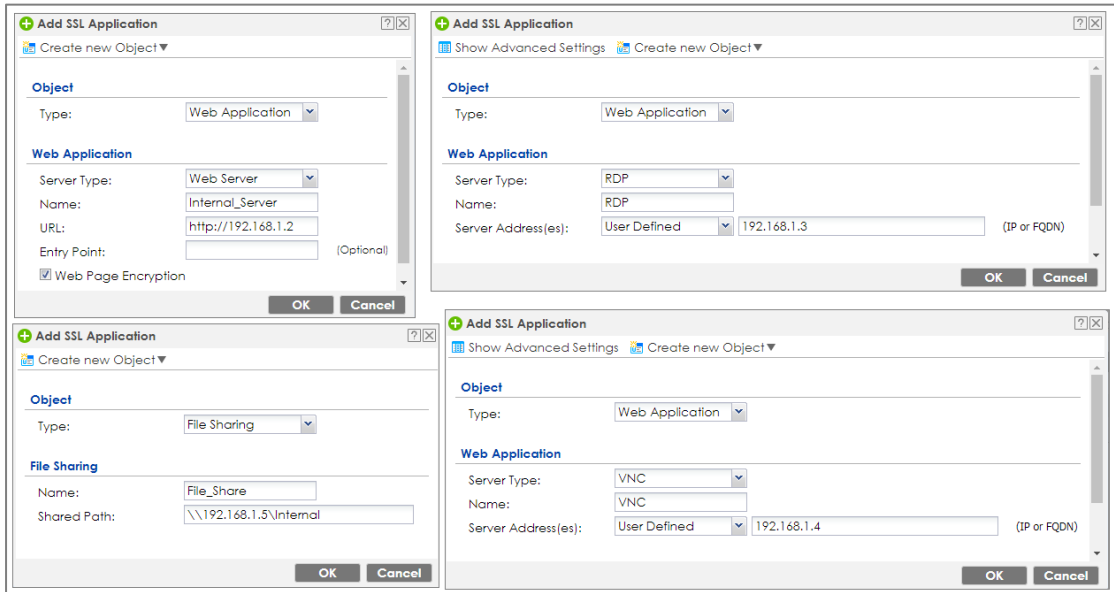 Add SSL Application
Create new Object
Object
Type: Web Application
Web Application
Server Type: Web Server
Name: Internal_Server
URL: http://192.168.1.2
Entry Point: (Optional)
Web Page Encryption
OK Cancel
Add SSL Application
Show Advanced Settings Create new Object
Object
Type: Web Application
Web Application
Server Type: RDP
Name: RDP
Server Address(es): User Defined 192.168.1.3 (IP or FQDN)
OK Cancel
Add SSL Application
Create new Object
Object
Type: File Sharing
File Sharing
Name: File_Share
Shared Path: \\192.168.1.5\Internal
OK Cancel
Add SSL Application
Show Advanced Settings Create new Object
Object
Type: Web Application
Web Application
Server Type: VNC
Name: VNC
Server Address(es): User Defined 192.168.1.4 (IP or FQDN)
OK Cancel